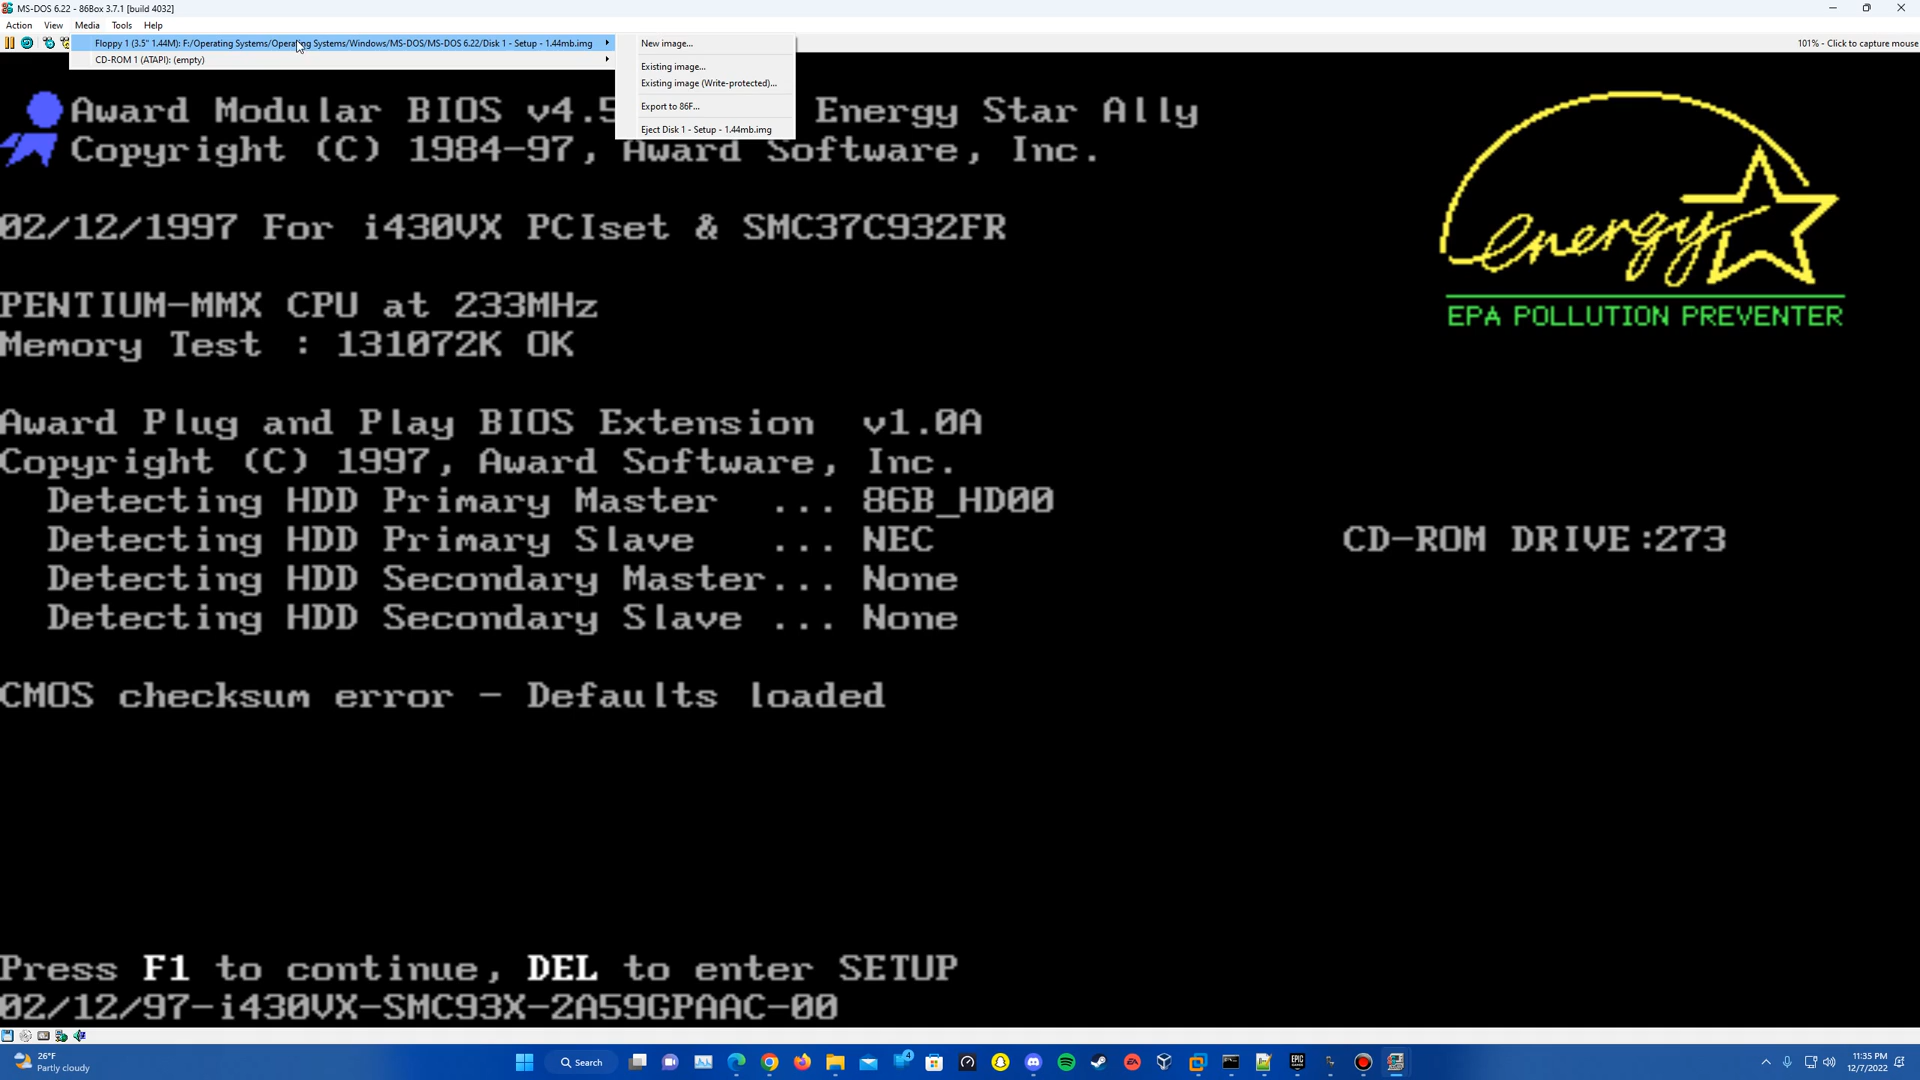 MS-DOS 6.22 - 86Box 3.7.1 [build 4032]
Action View Media Tools Help
101% - Click to capture mouse
Floppy 1 (3.5" 1.44M): F:/Operating Systems/Operating Systems/Windows/MS-DOS/MS-DOS 6.22/Disk 1 - Setup - 1.44mb.img
CD-ROM 1 (ATAPI): (empty)
New image...
Existing image...
Existing image (Write-protected)...
Export to 86F...
Eject Disk 1 - Setup - 1.44mb.img
Award Modular BIOS v4.5 Energy Star Ally
Copyright (C) 1984-97, Award Software, Inc.
energy
EPA POLLUTION PREVENTER
02/12/1997 For i430VX PCIset & SMC37C932FR
PENTIUM-MMX CPU at 233MHz
Memory Test : 131072K OK
Award Plug and Play BIOS Extension v1.0A
Copyright (C) 1997, Award Software, Inc.
Detecting HDD Primary Master ... 86B_HD00
Detecting HDD Primary Slave ... NEC CD-ROM DRIVE:273
Detecting HDD Secondary Master... None
Detecting HDD Secondary Slave ... None
CMOS checksum error - Defaults loaded
Press F1 to continue, DEL to enter SETUP
02/12/97-i430VX-SMC93X-2A59GPAAC-00
26°F
Partly cloudy
Search
4
EPIC
11:35 PM
12/7/2022